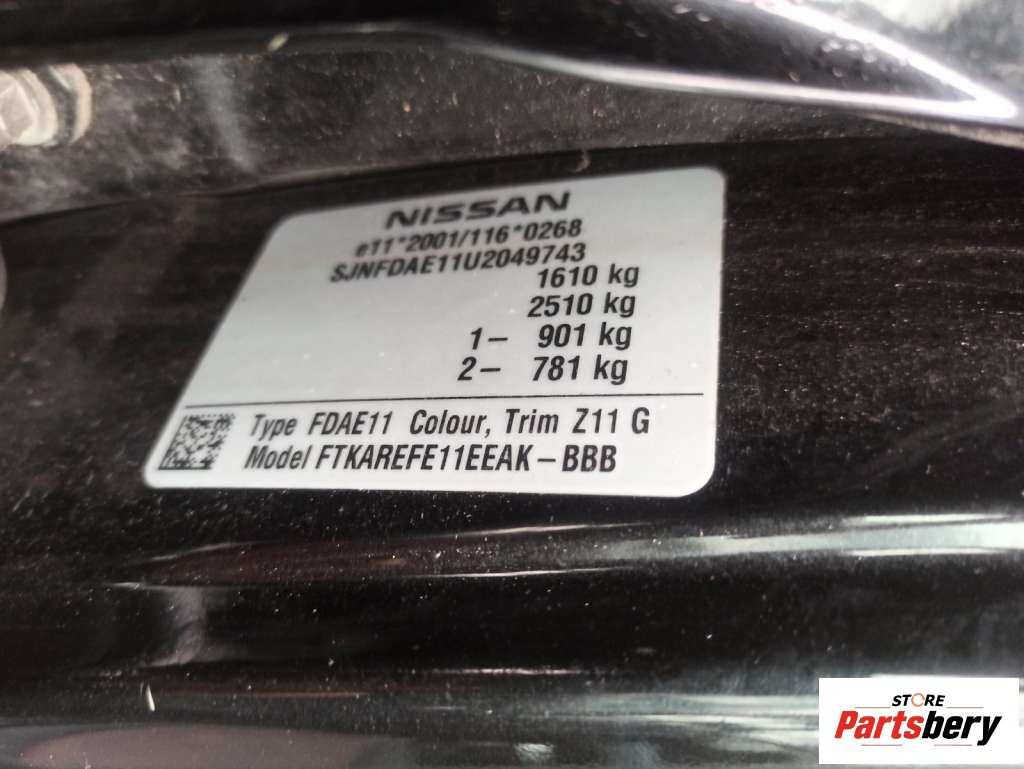 NISSAN
e11*2001/116*0268
SJNFDAE11U2049743
1610 kg
2510 kg
1- 901 kg
2- 781 kg
Type FDAE11 Colour, Trim Z11 G
Model FTKAREFE11EEAK-BBB
STORE
Partsbery